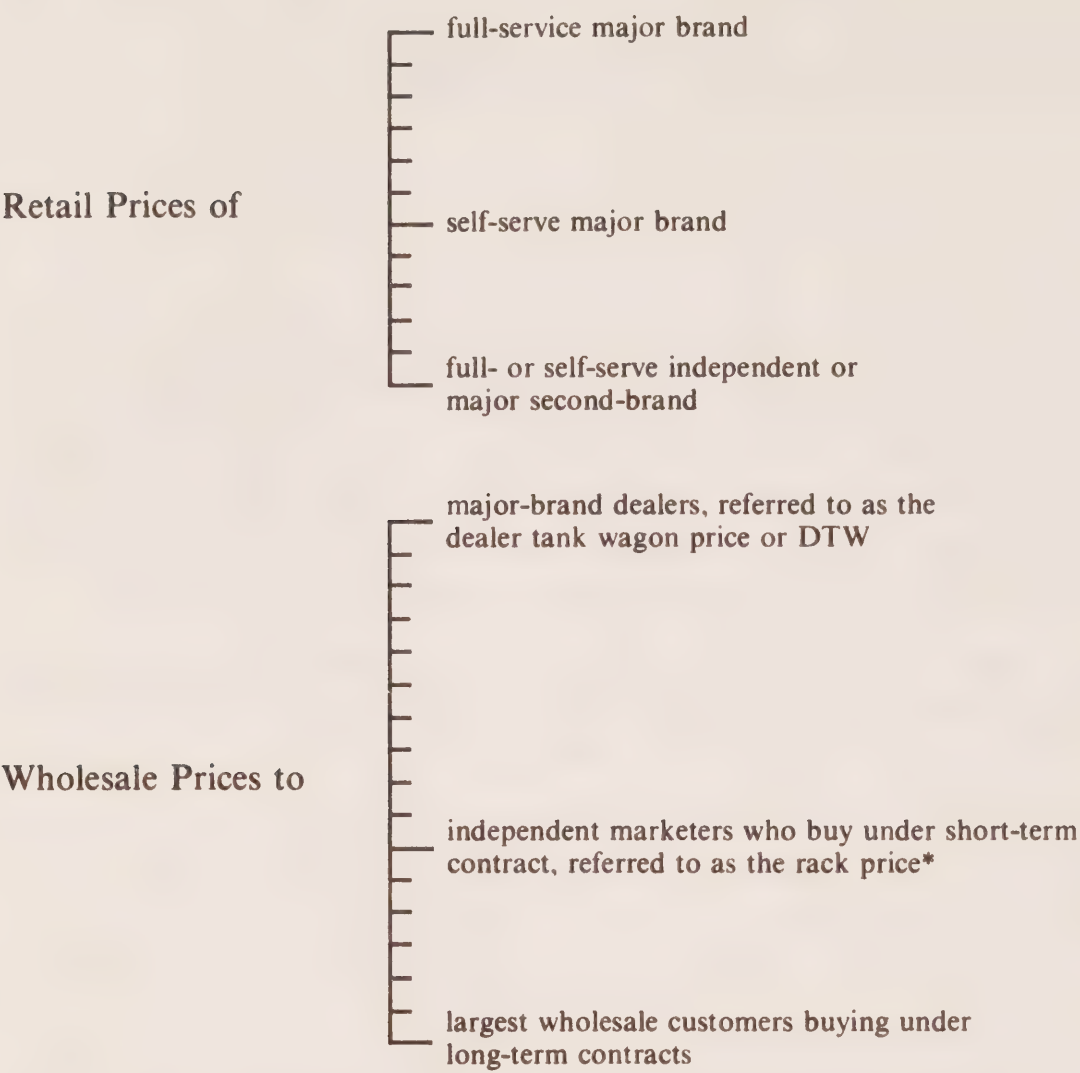 full-service major brand
Retail Prices of
self-serve major brand
full- or self-serve independent or
major second-brand
major-brand dealers, referred to as the
dealer tank wagon price or DTW
Wholesale Prices to
independent marketers who buy under short-term
contract, referred to as the rack price*
largest wholesale customers buying under
long-term contracts